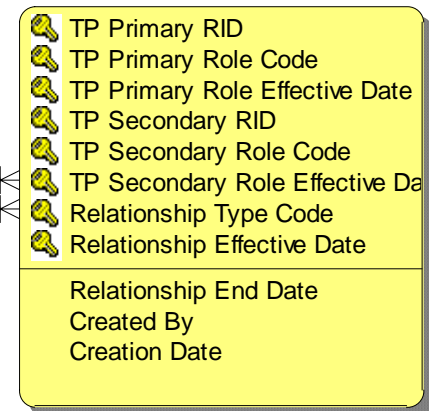 TP Primary RID
TP Primary Role Code
TP Primary Role Effective Date
TP Secondary RID
TP Secondary Role Code
TP Secondary Role Effective Da
Relationship Type Code
Relationship Effective Date
Relationship End Date
Created By
Creation Date